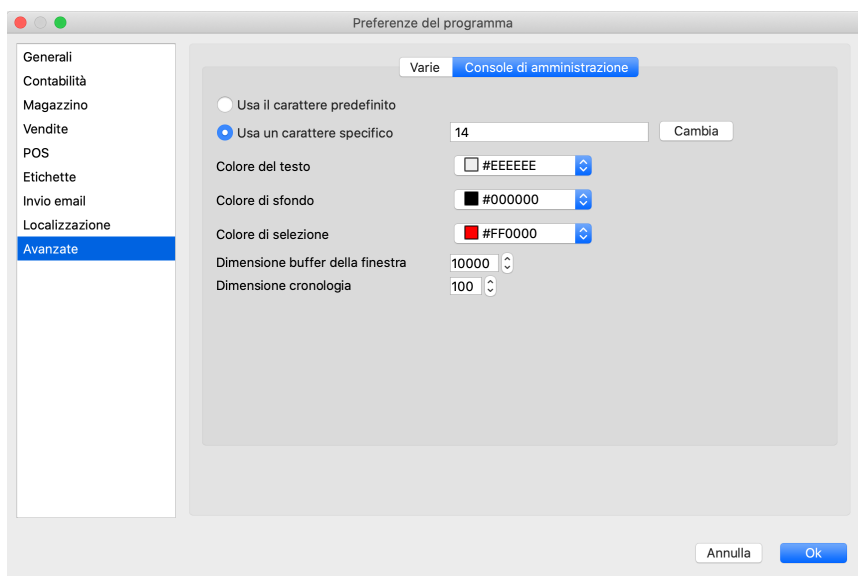 Preferenze del programma
Generali
Contabilità
Magazzino
Vendite
POS
Etichette
Invio email
Localizzazione
Avanzate
Varie
Console di amministrazione
Usa il carattere predefinito
Usa un carattere specifico
14
Cambia
Colore del testo
#EEEEEE
Colore di sfondo
#000000
Colore di selezione
#FF0000
Dimensione buffer della finestra
10000
Dimensione cronologia
100
Annulla
Ok